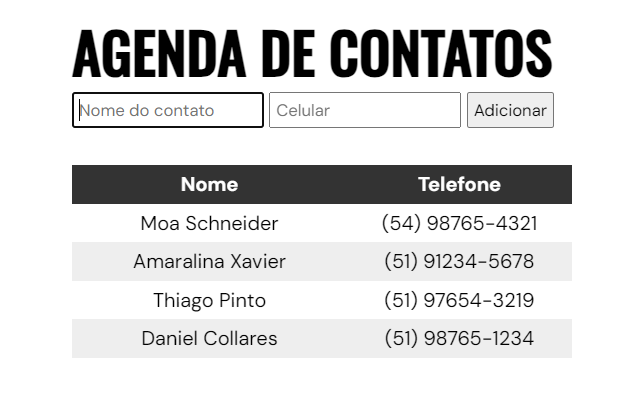 AGENDA DE CONTATOS
Nome do contato Celular Adicionar
Nome Telefone
Moa Schneider (54) 98765-4321
Amaralina Xavier (51) 91234-5678
Thiago Pinto (51) 97654-3219
Daniel Collares (51) 98765-1234